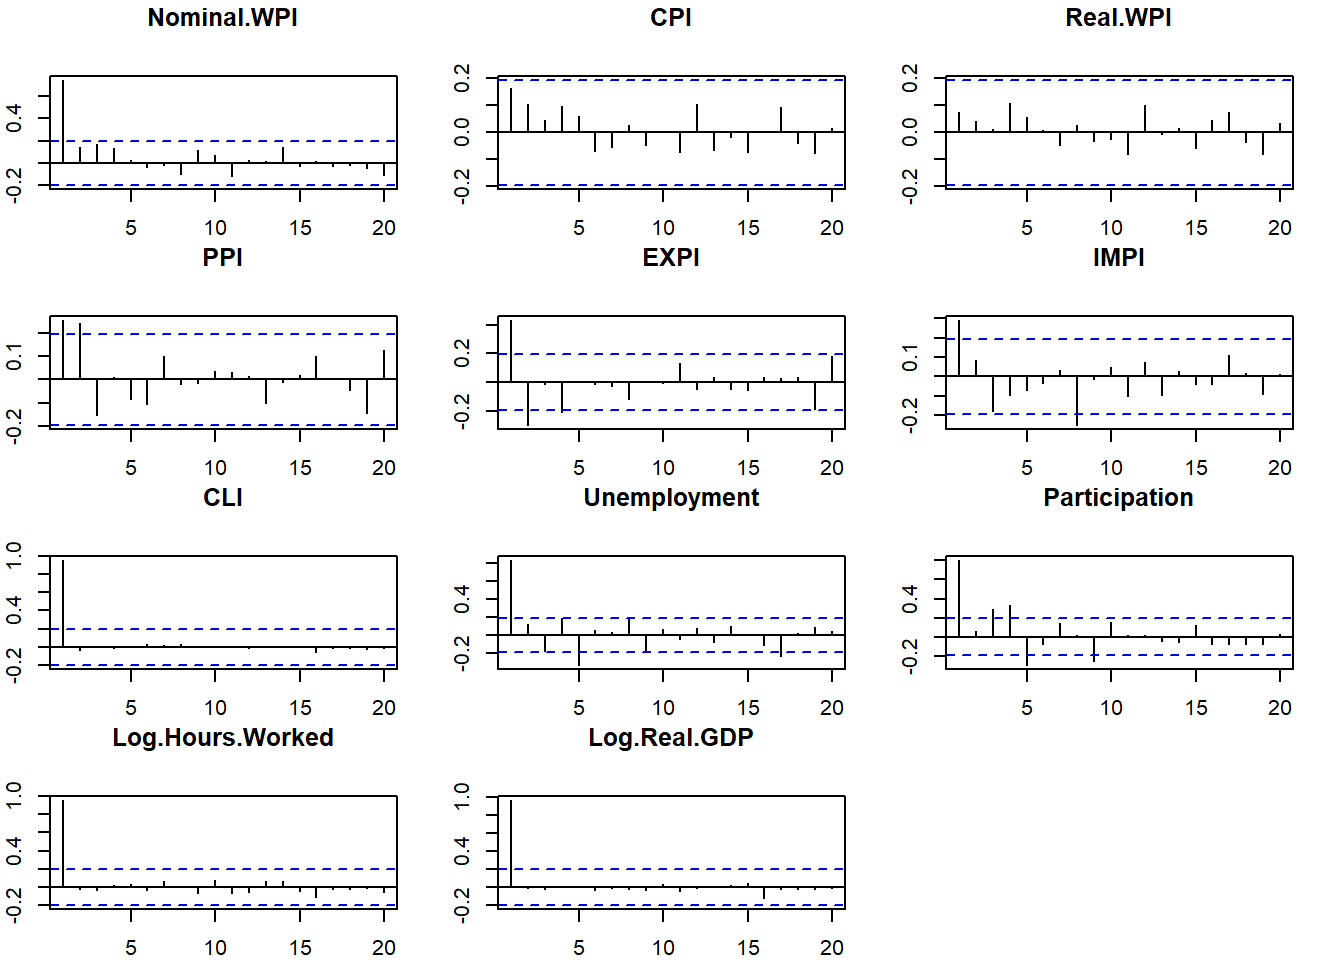 Nominal.WPI CPI Real.WPI
0.4 -0.2 5 10 15 20
0.2 0.0 -0.2 5 10 15 20
0.2 0.0 -0.2 5 10 15 20
PPI EXPI IMPI
0.1 -0.2 5 10 15 20
0.2 -0.2 5 10 15 20
0.1 -0.2 5 10 15 20
CLI Unemployment Participation
1.0 0.4 -0.2 5 10 15 20
0.4 -0.2 5 10 15 20
0.4 -0.2 5 10 15 20
Log.Hours.Worked Log.Real.GDP
1.0 0.4 -0.2 5 10 15 20
1.0 0.4 -0.2 5 10 15 20